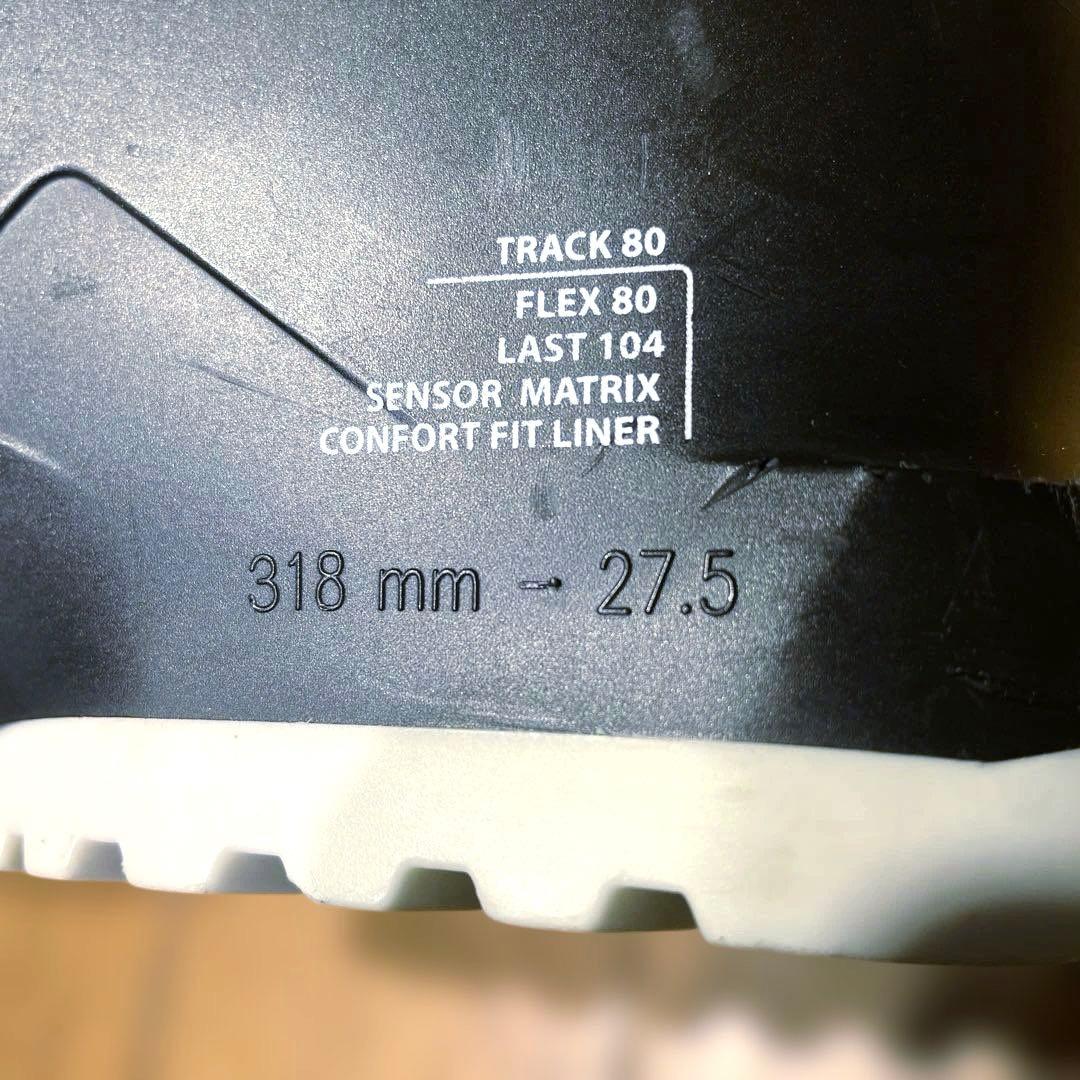 TRACK 80
FLEX 80
LAST 104
SENSOR MATRIX
CONFORT FIT LINER
318 mm - 27.5